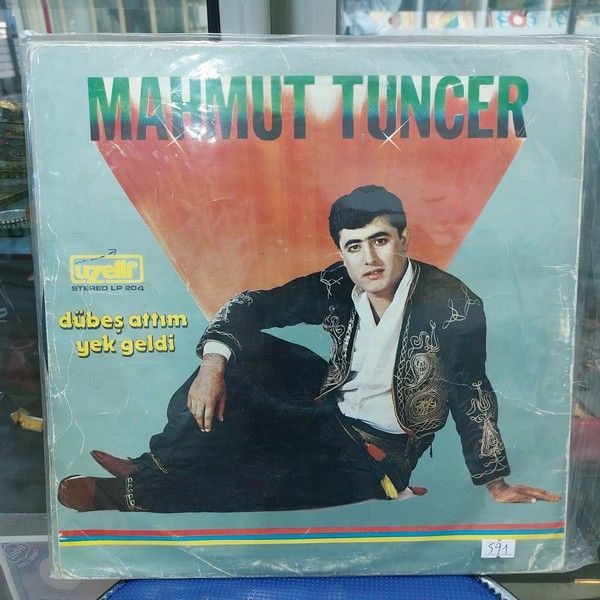 MAHMUT TUNCER
uzelli
STEREO LP 204
dübeş attım
yek geldi
591